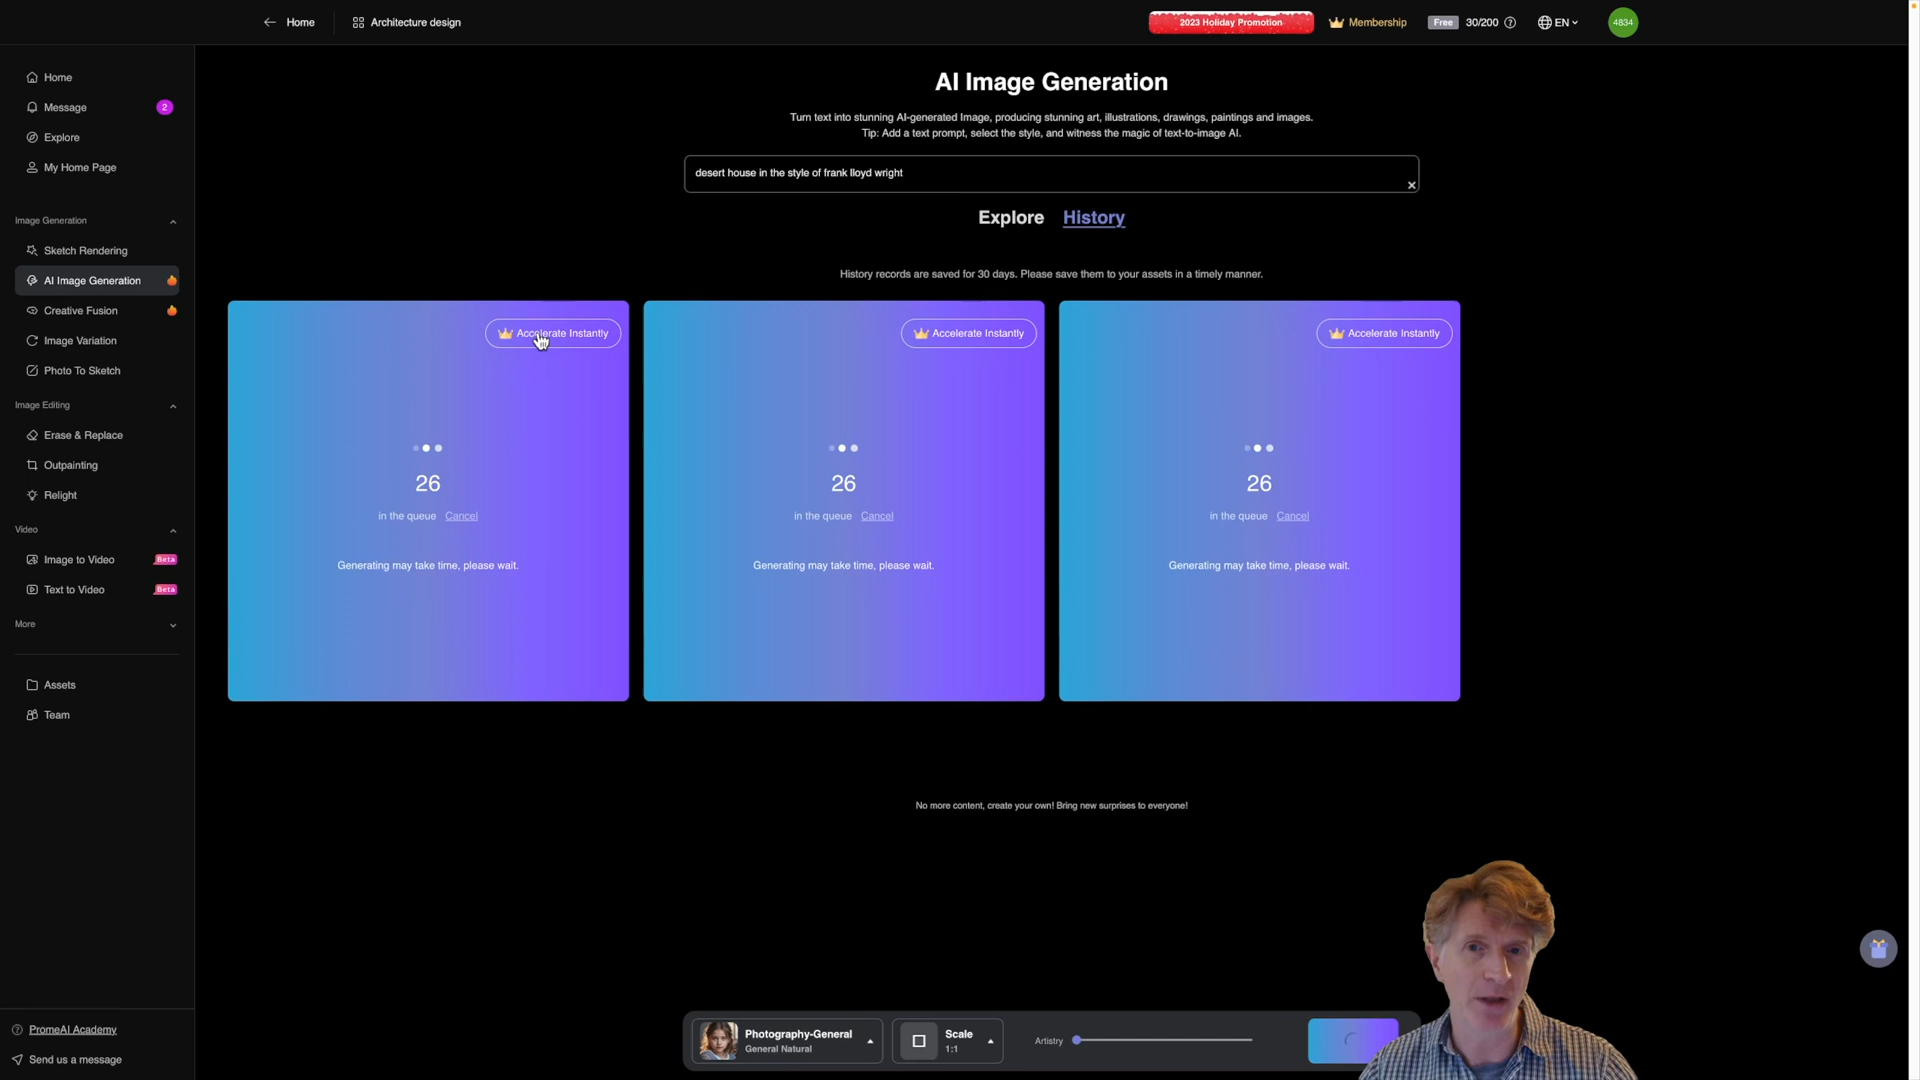 Home
Architecture design
2023 Holiday Promotion
Membership
Free
30/200
EN
4834
Home
Message
2
Explore
My Home Page
Image Generation
Sketch Rendering
AI Image Generation
Creative Fusion
Image Variation
Photo To Sketch
Image Editing
Erase & Replace
Outpainting
Relight
Video
Image to Video
Beta
Text to Video
Beta
More
Assets
Team
PromeAI Academy
Send us a message
AI Image Generation
Turn text into stunning AI-generated Image, producing stunning art, illustrations, drawings, paintings and images.
Tip: Add a text prompt, select the style, and witness the magic of text-to-image AI.
desert house in the style of frank lloyd wright
Explore
History
History records are saved for 30 days. Please save them to your assets in a timely manner.
Accelerate Instantly
26
in the queue Cancel
Generating may take time, please wait.
Accelerate Instantly
26
in the queue Cancel
Generating may take time, please wait.
Accelerate Instantly
26
in the queue Cancel
Generating may take time, please wait.
No more content, create your own! Bring new surprises to everyone!
Photography-General
General Natural
Scale
1:1
Artistry